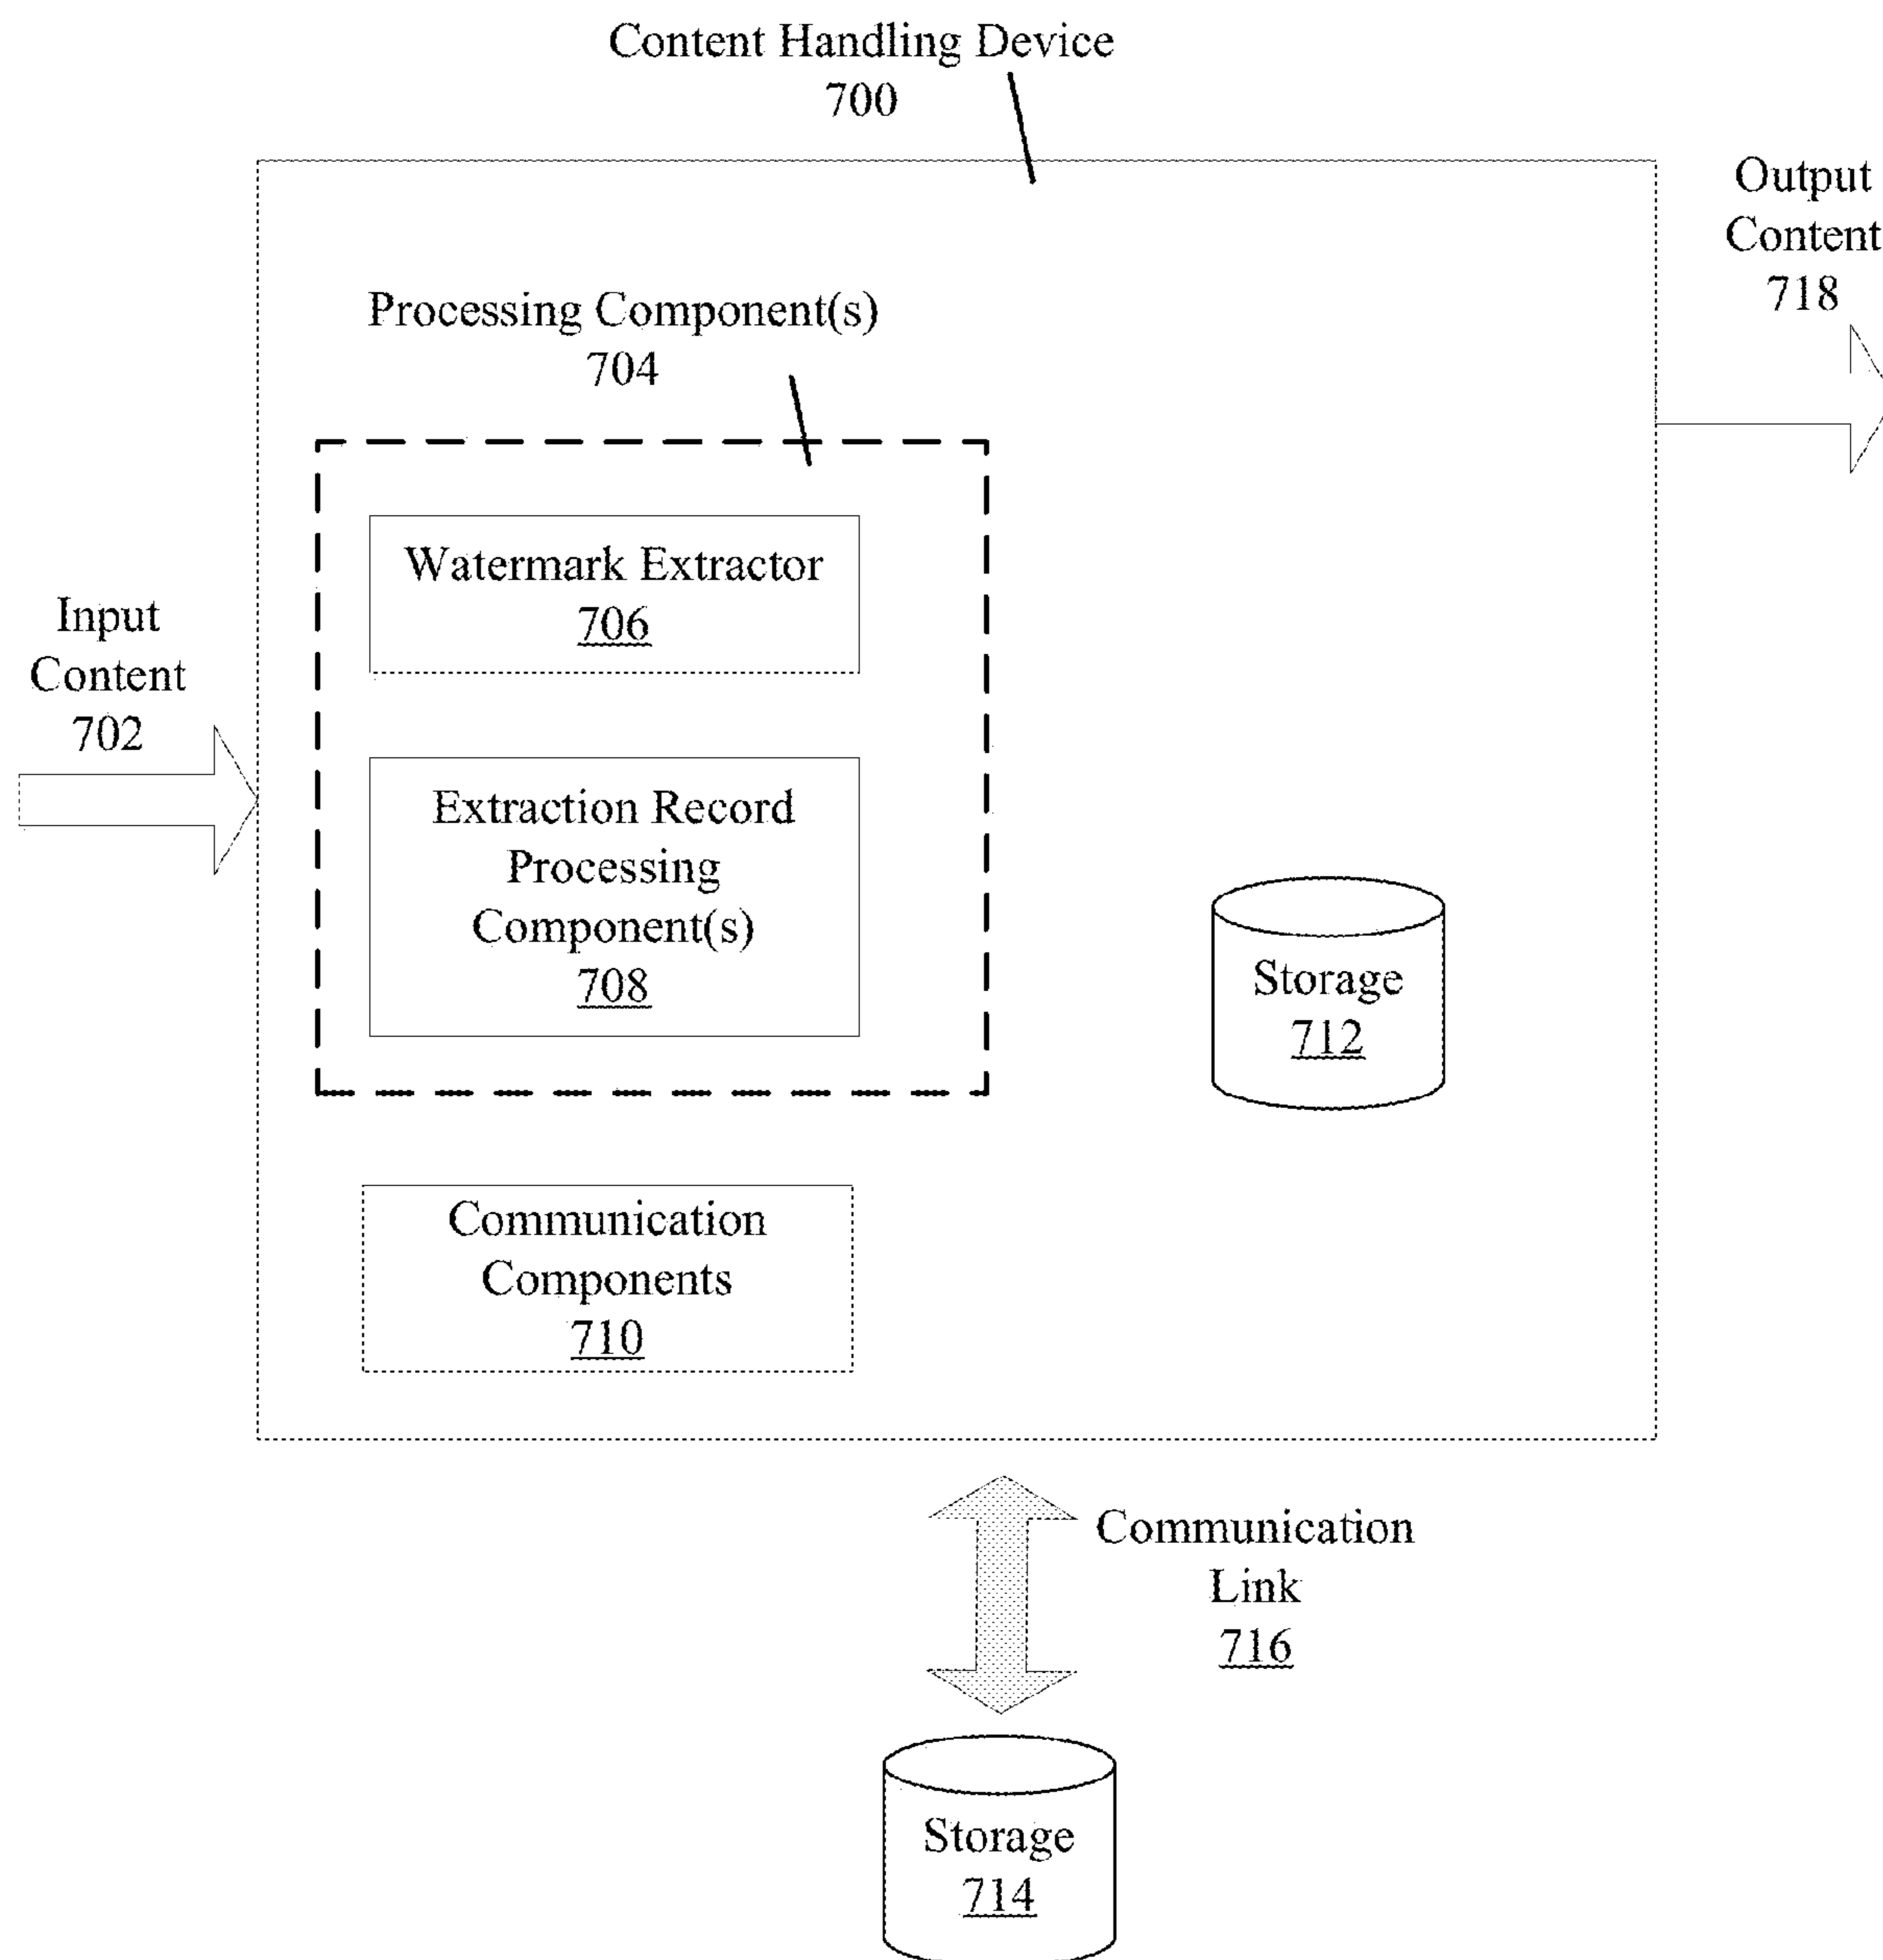 Content Handling Device
700
Output
Content
718
Processing Component(s)
704
Watermark Extractor
706
Input
Content
702
Extraction Record
Processing
Component(s)
708
Storage
712
Communication
Components
710
Communication
Link
716
Storage
714